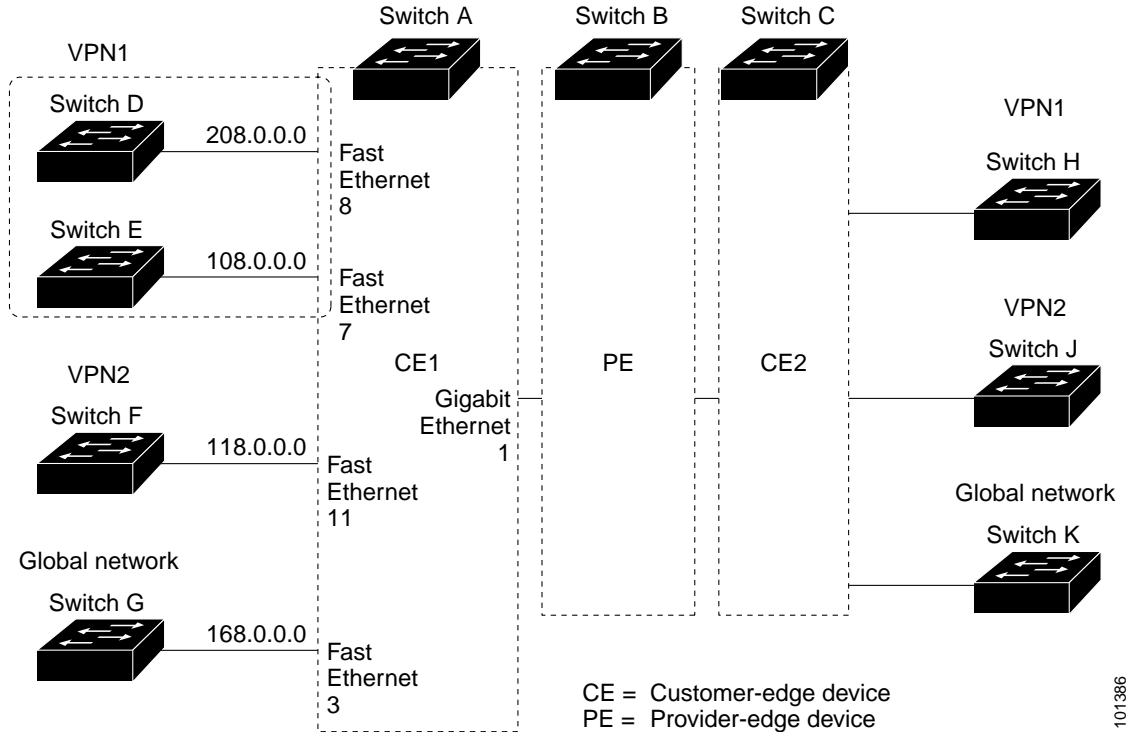 Switch A
Switch B
Switch C
VPN1
Switch D
208.0.0.0
Fast
Ethernet
8
Switch E
108.0.0.0
Fast
Ethernet
7
VPN2
Switch F
118.0.0.0
Fast
Ethernet
11
Global network
Switch G
168.0.0.0
Fast
Ethernet
3
CE1
Gigabit
Ethernet
1
PE
CE2
VPN1
Switch H
VPN2
Switch J
Global network
Switch K
CE = Customer-edge device
PE = Provider-edge device
101386